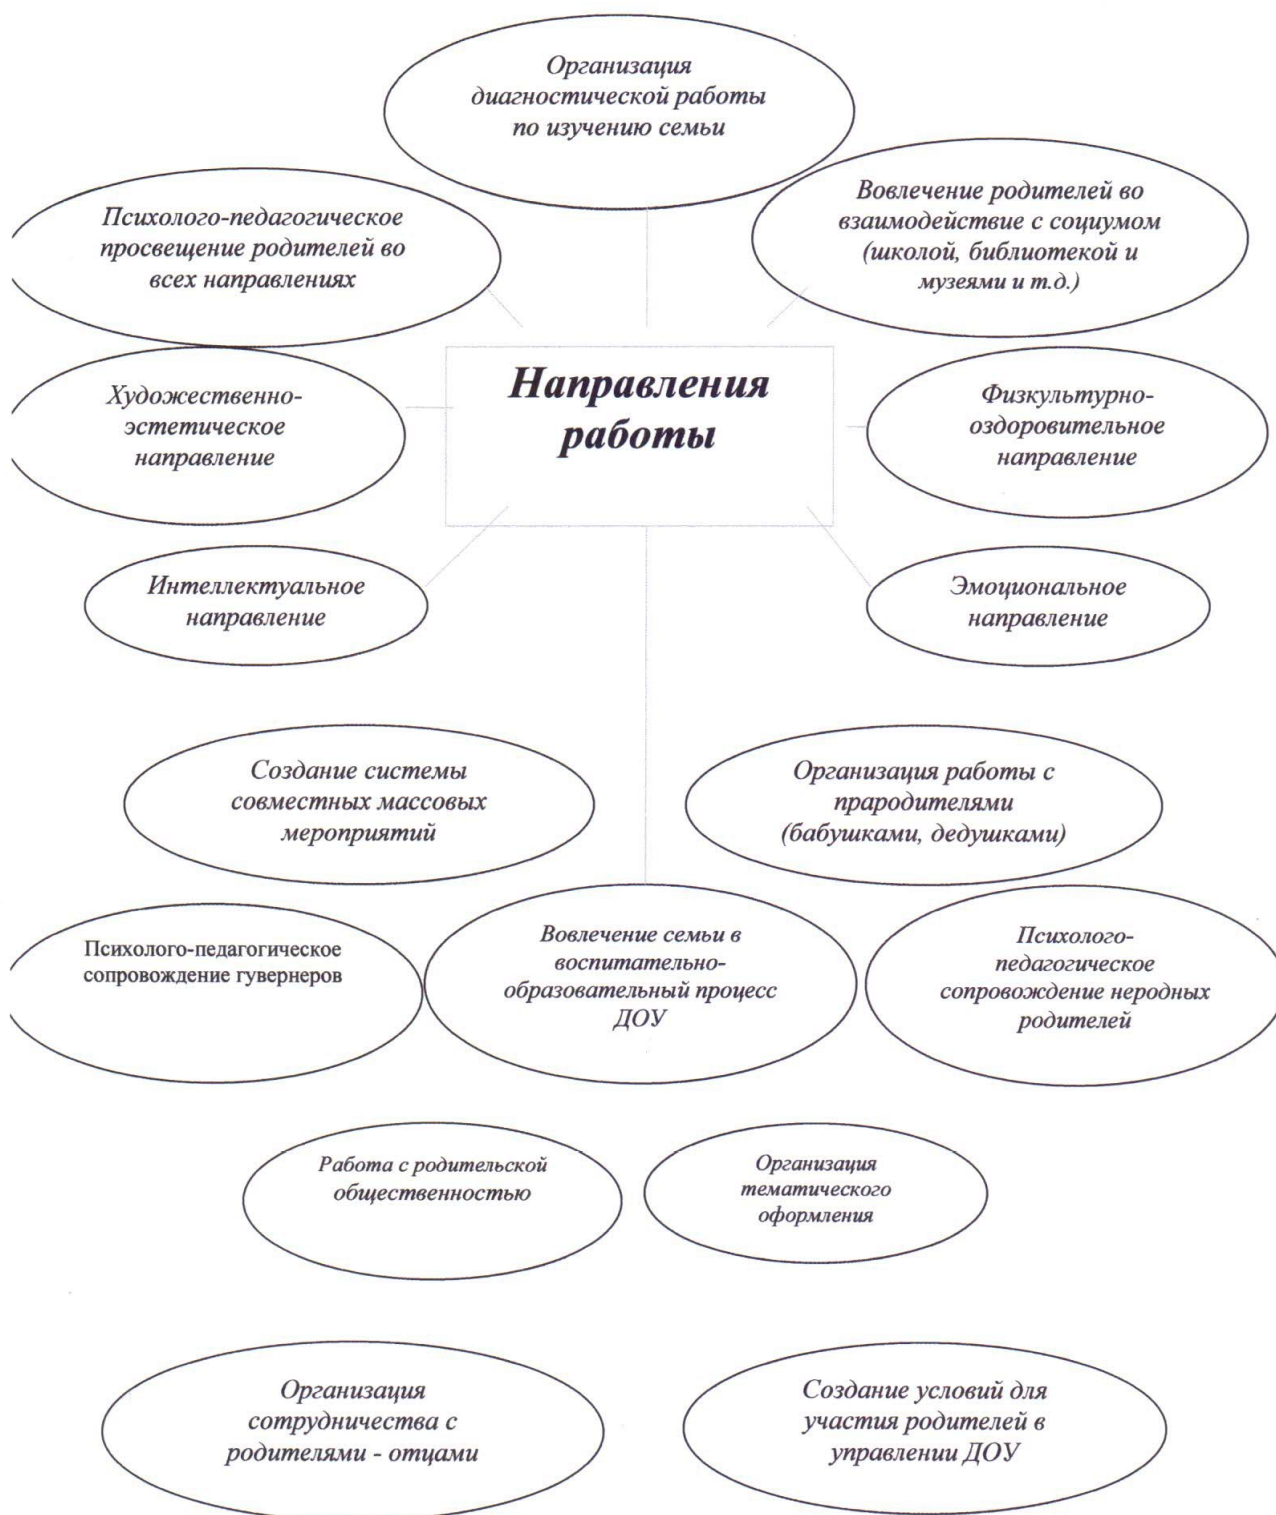 Организация
диагностической работы
по изучению семьи
Психолого-педагогическое
просвещение родителей во
всех направлениях
Вовлечение родителей во
взаимодействие с социумом
(школой, библиотекой и
музеями и т.д.)
Направления
работы
Художественно-
эстетическое
направление
Физкультурно-
оздоровительное
направление
Интеллектуальное
направление
Эмоциональное
направление
Создание системы
совместных массовых
мероприятий
Организация работы с
прародителями
(бабушками, дедушками)
Психолого-педагогическое
сопровождение гувернеров
Вовлечение семьи в
воспитательно-
образовательный процесс
ДОУ
Психолого-
педагогическое
сопровождение неродных
родителей
Работа с родительской
общественностью
Организация
тематического
оформления
Организация
сотрудничества с
родителями - отцами
Создание условий для
участия родителей в
управлении ДОУ